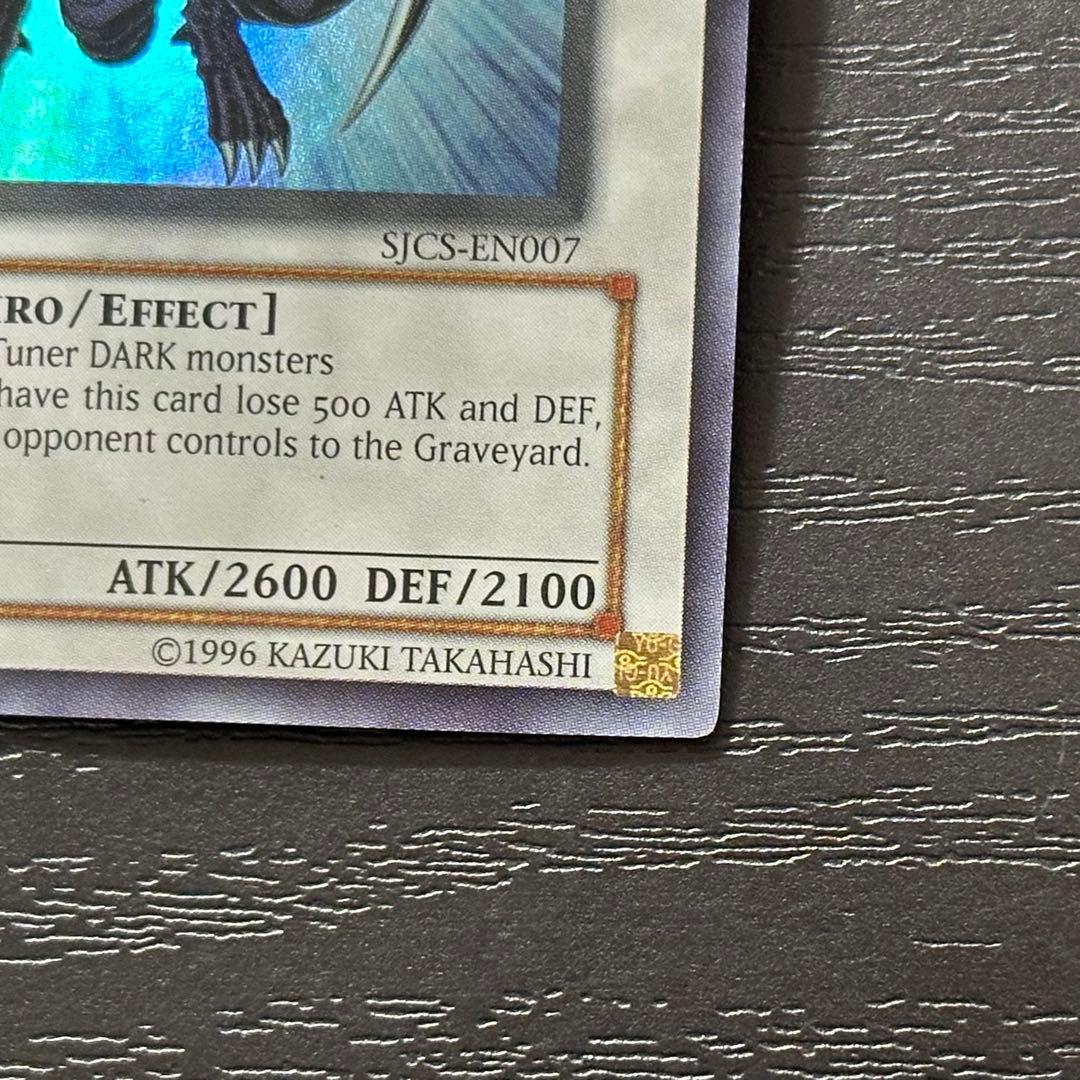 SJCS-EN007
RO/EFFECT]
Tuner DARK monsters
have this card lose 500 ATK and DEF,
opponent controls to the Graveyard.
ATK/2600 DEF/2100
©1996 KAZUKI TAKAHASHI